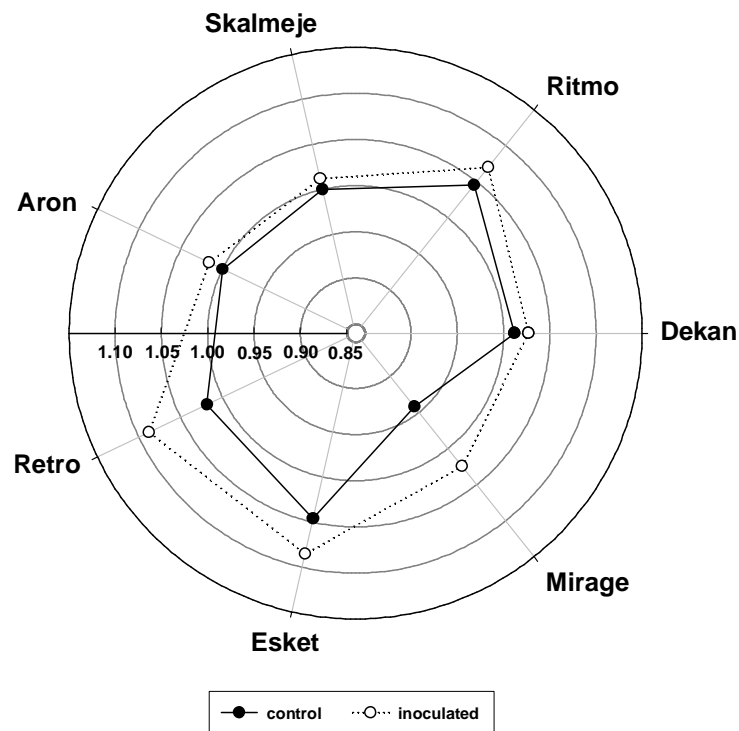 Skalmeje
Ritmo
Aron
Dekan
1.10 1.05 1.00 0.95 0.90 0.85
Retro
Mirage
Esket
control inoculated